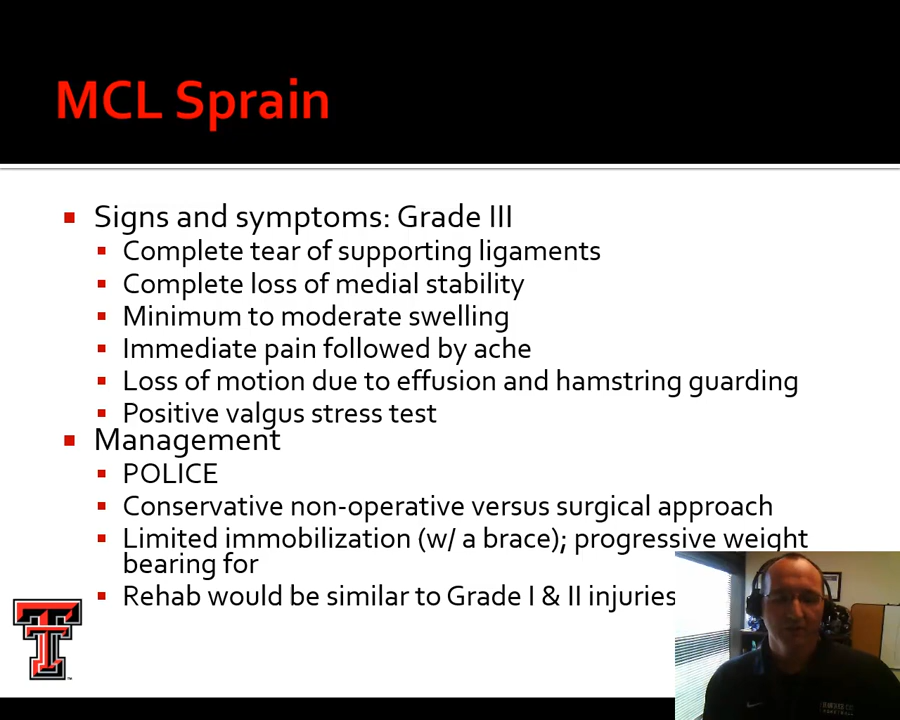 MCL Sprain
Signs and symptoms: Grade III
Complete tear of supporting ligaments
Complete loss of medial stability
Minimum to moderate swelling
Immediate pain followed by ache
Loss of motion due to effusion and hamstring guarding
Positive valgus stress test
Management
POLICE
Conservative non-operative versus surgical approach
Limited immobilization (w/ a brace); progressive weight
bearing for
Rehab would be similar to Grade I & II injuries